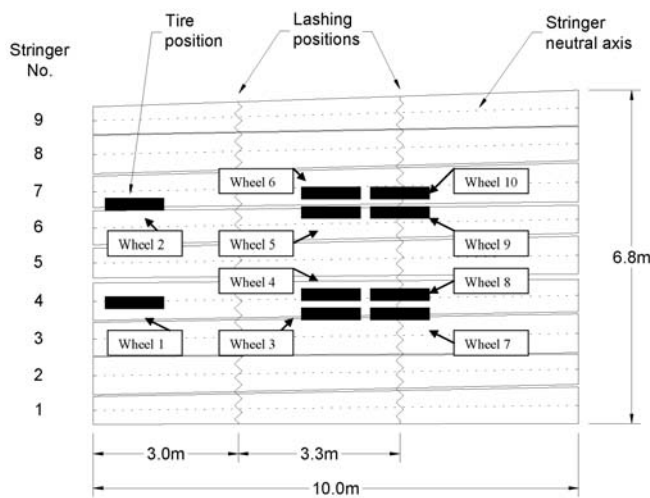 Tire
position
Lashing
positions
Stringer
neutral axis
Stringer
No.
9
8
7
6
5
4
3
2
1
Wheel 6
Wheel 10
Wheel 2
Wheel 5
Wheel 9
Wheel 4
Wheel 8
Wheel 1
Wheel 3
Wheel 7
6.8m
3.0m
3.3m
10.0m